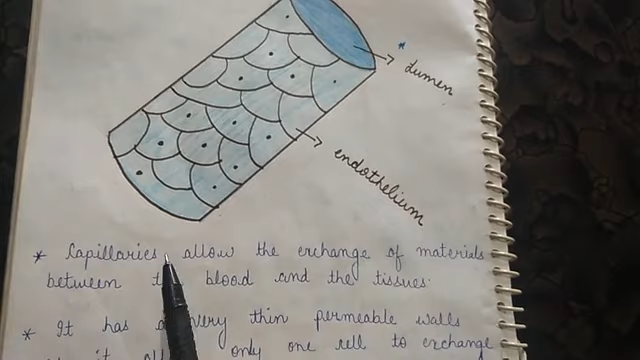 * Lumen
endothelium
* Capillaries allow the exchange of materials
between blood and the tissues.
* It has very thin permeable walls
it only one cell to exchange